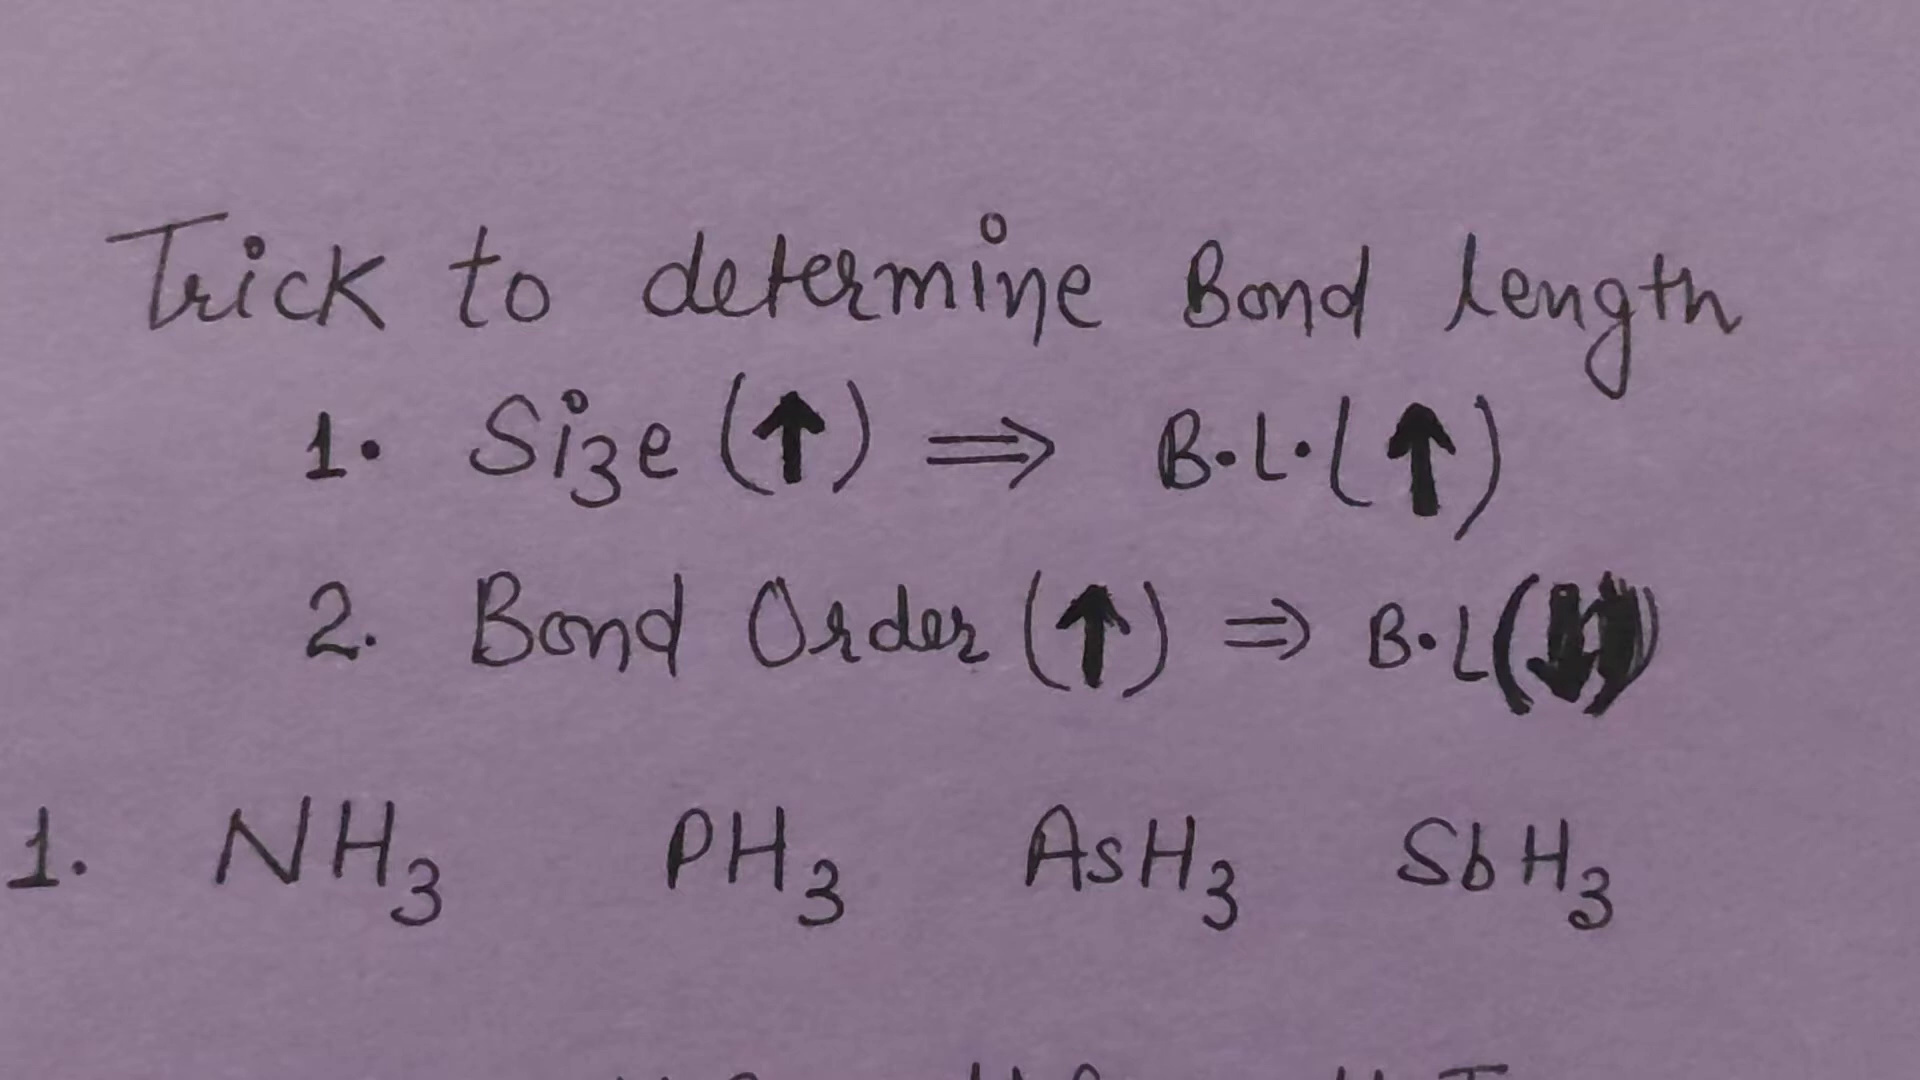 Trick to determine Bond length
1. Size (↑) ⇒ B.L. (↑)
2. Bond Order (↑) ⇒ B.L (↓)
1. NH₃ PH₃ AsH₃ SbH₃